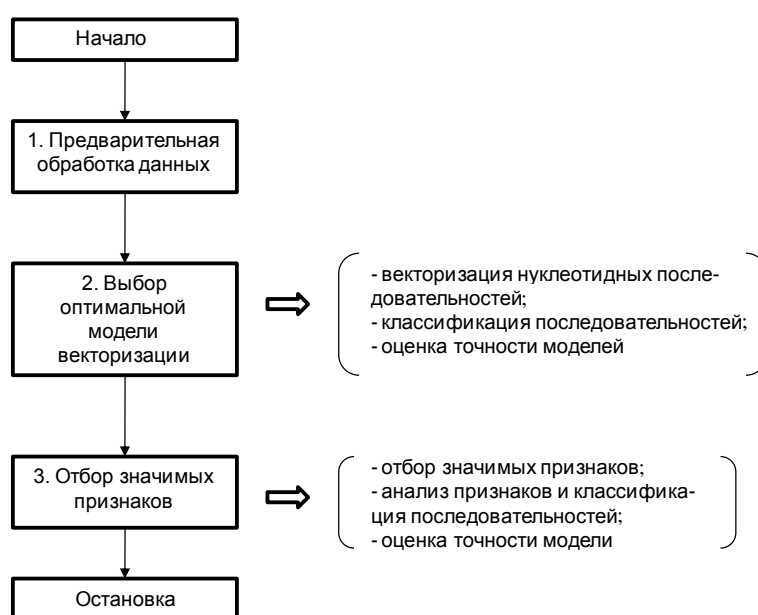 Начало
1. Предварительная
обработка данных
2. Выбор
оптимальной
модели
векторизации
- векторизация нуклеотидных после-
довательностей;
- классификация последовательностей;
- оценка точности моделей
3. Отбор значимых
признаков
- отбор значимых признаков;
- анализ признаков и классифика-
ция последовательностей;
- оценка точности модели
Остановка